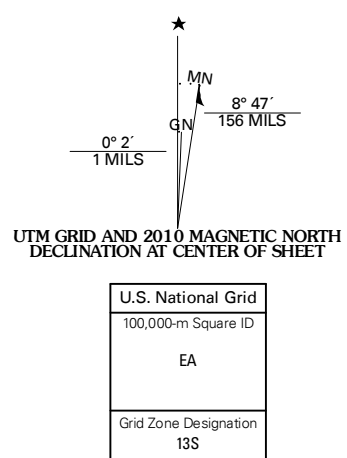 ★
MN
GN
8° 47´
156 MILS
0° 2´
1 MILS
UTM GRID AND 2010 MAGNETIC NORTH
DECLINATION AT CENTER OF SHEET
U.S. National Grid
100,000-m Square ID
EA
Grid Zone Designation
13S